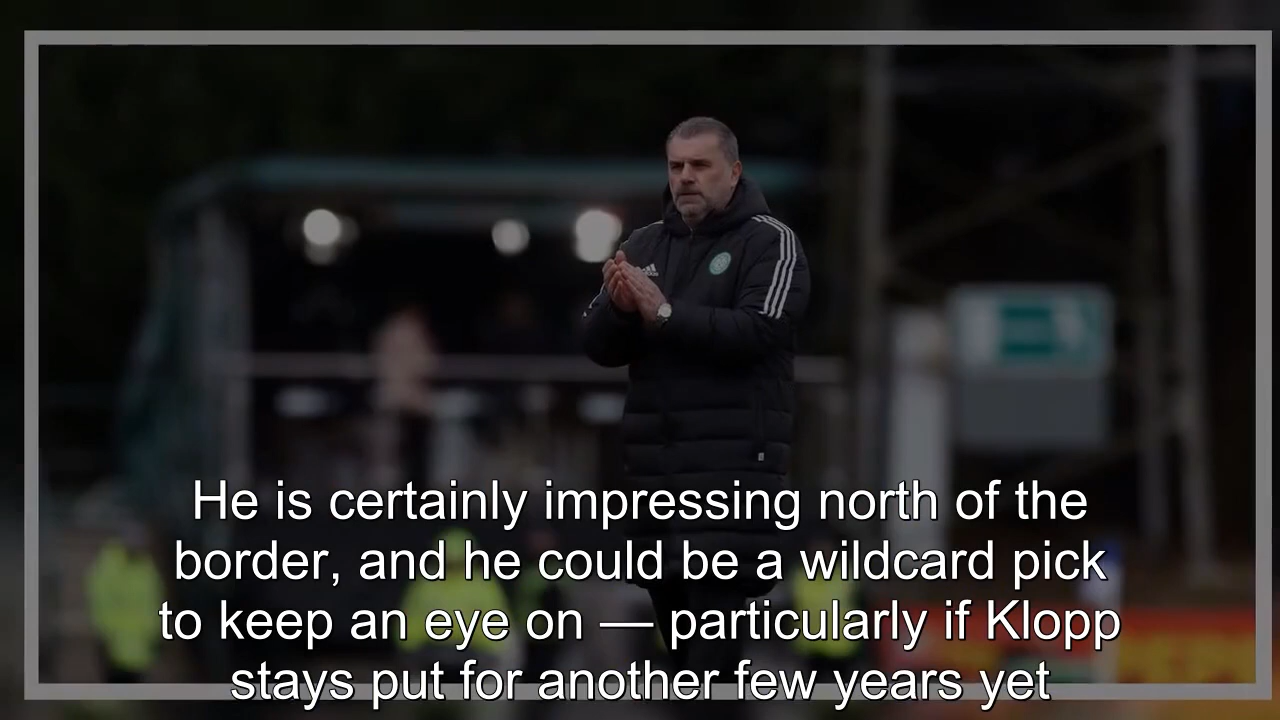 He is certainly impressing north of the
border, and he could be a wildcard pick
to keep an eye on — particularly if Klopp
stays put for another few years yet